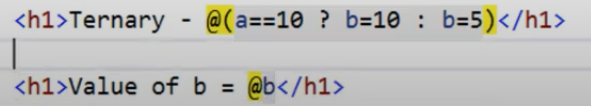 <h1>Ternary - @(a==10 ? b=10 : b=5)</h1>
<h1>Value of b = @b</h1>